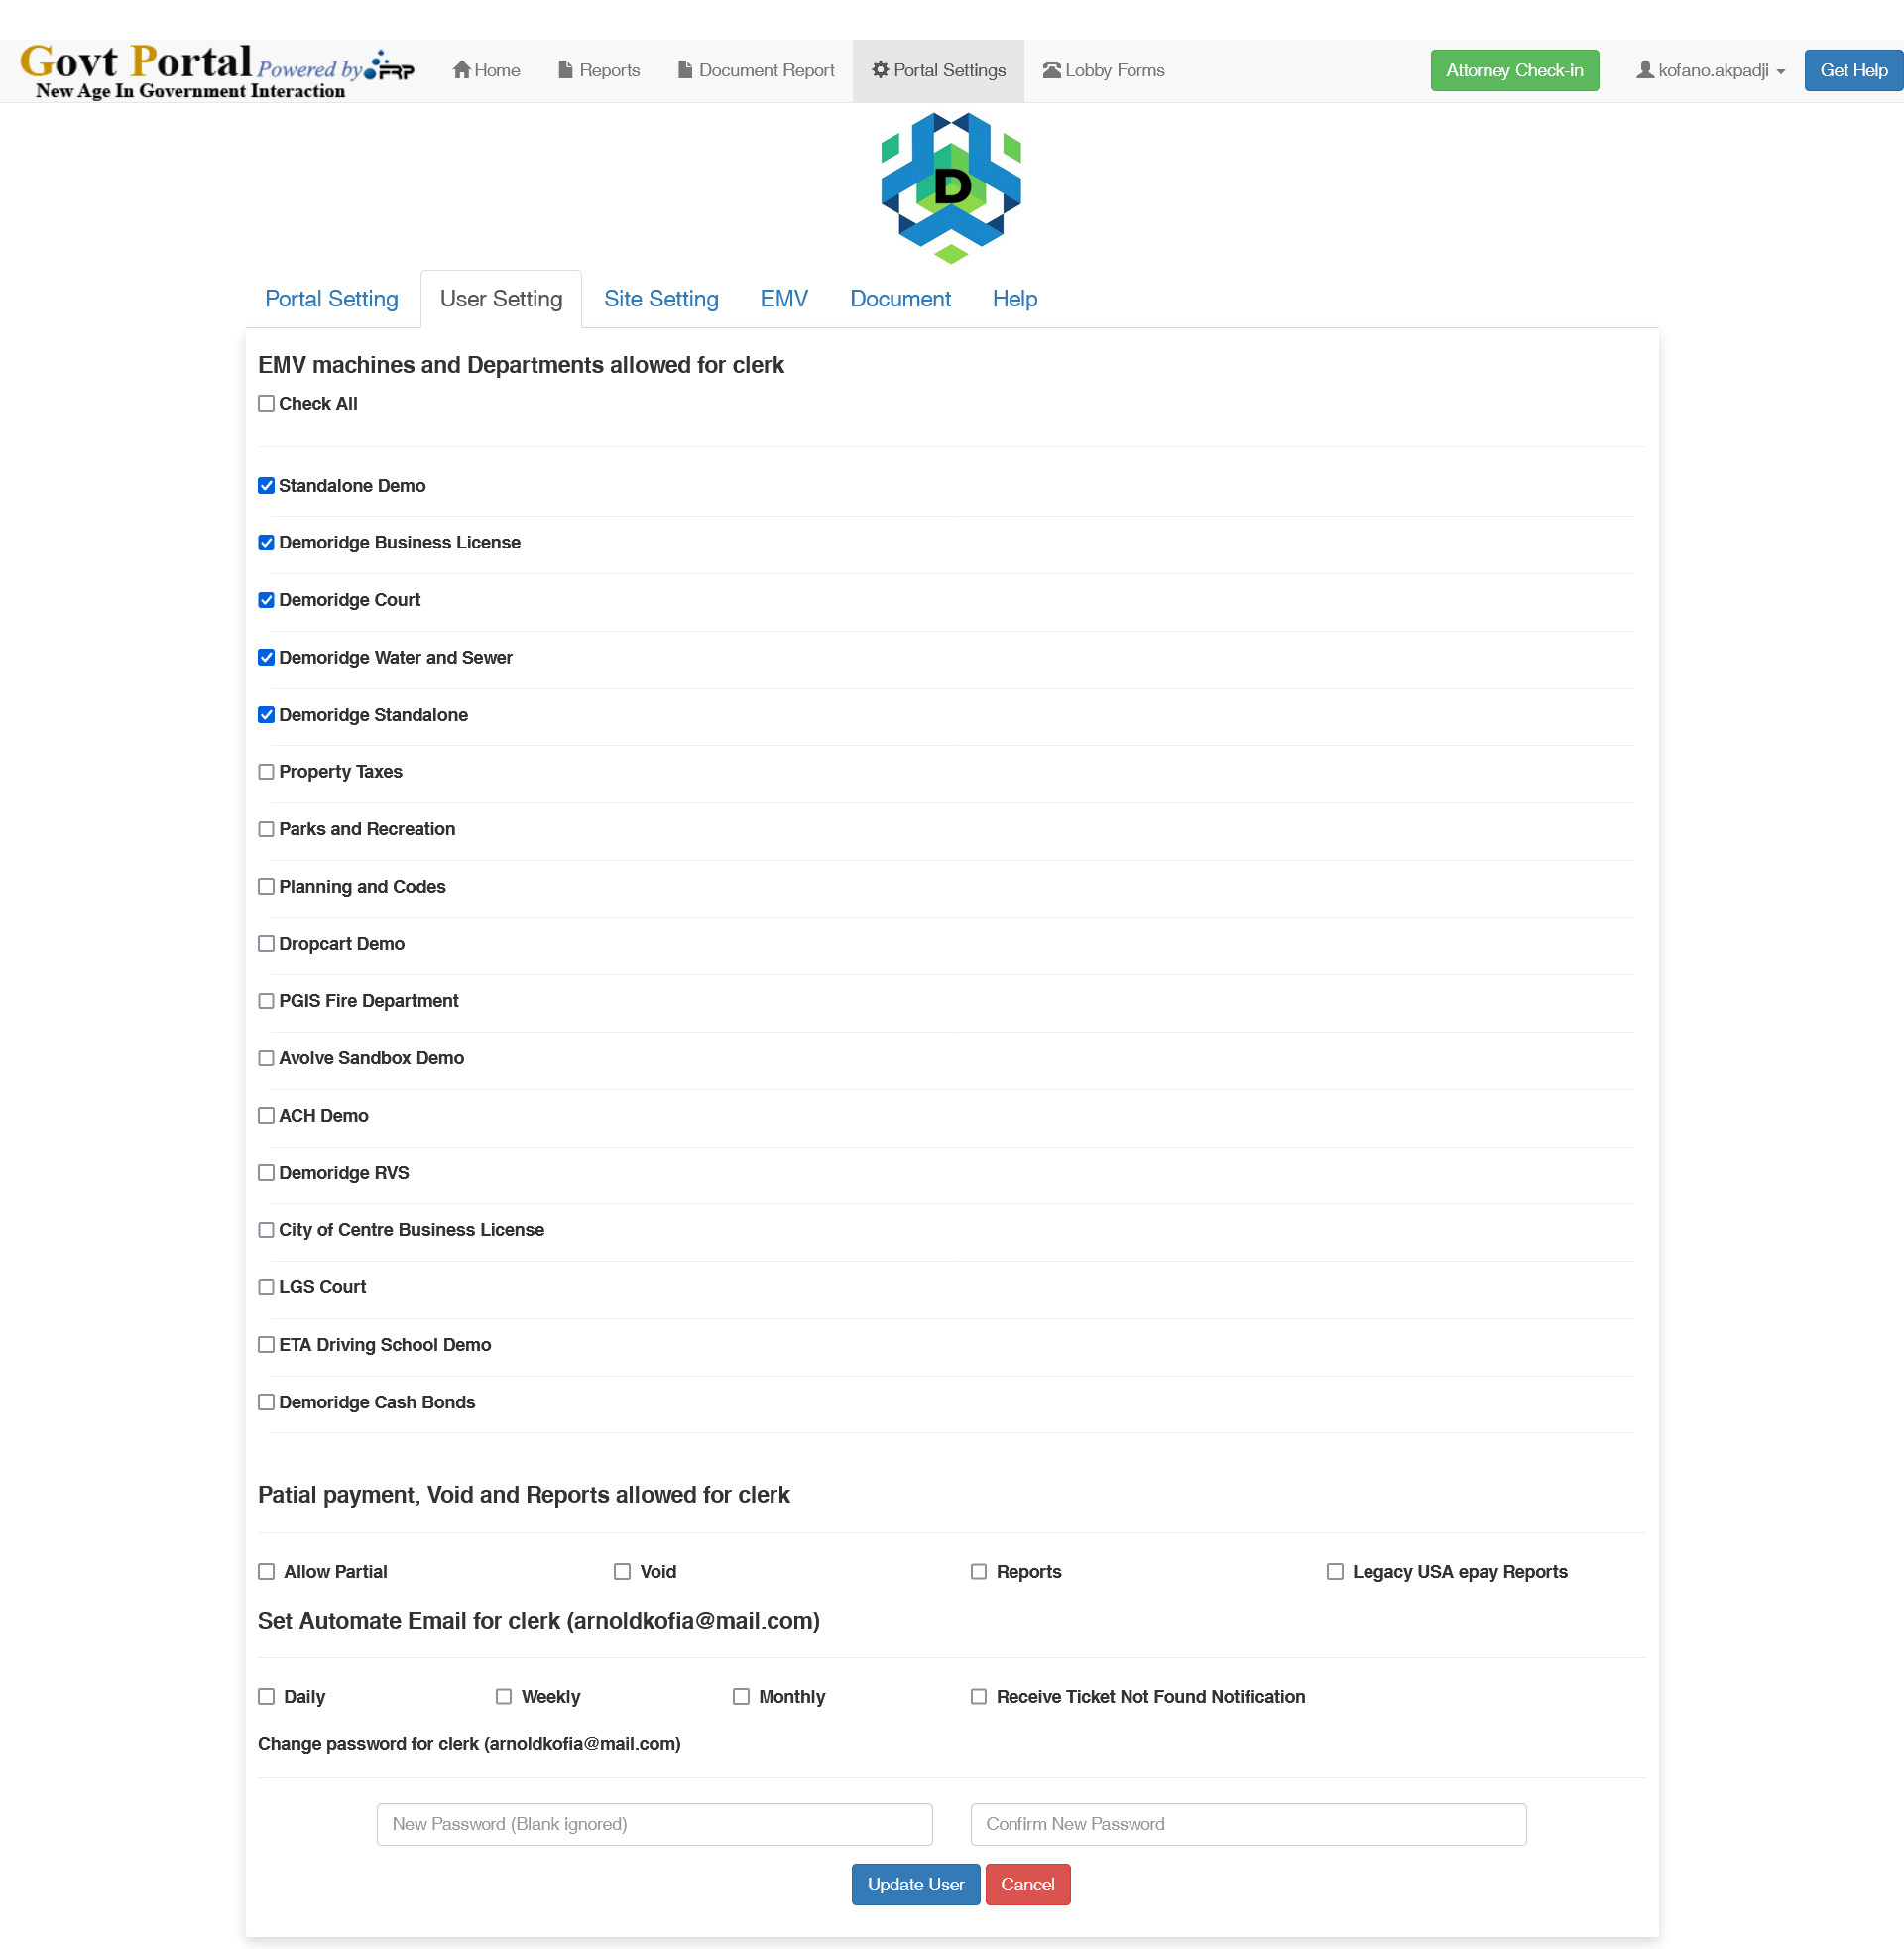 Govt Portal Powered by FRP
New Age In Government Interaction
Home Reports Document Report Portal Settings Lobby Forms Attorney Check-in kofano.akpadji Get Help
D
Portal Setting User Setting Site Setting EMV Document Help
EMV machines and Departments allowed for clerk
Check All
Standalone Demo
Demoridge Business License
Demoridge Court
Demoridge Water and Sewer
Demoridge Standalone
Property Taxes
Parks and Recreation
Planning and Codes
Dropcart Demo
PGIS Fire Department
Avolve Sandbox Demo
ACH Demo
Demoridge RVS
City of Centre Business License
LGS Court
ETA Driving School Demo
Demoridge Cash Bonds
Patial payment, Void and Reports allowed for clerk
Allow Partial Void Reports Legacy USA epay Reports
Set Automate Email for clerk (arnoldkofia@mail.com)
Daily Weekly Monthly Receive Ticket Not Found Notification
Change password for clerk (arnoldkofia@mail.com)
New Password (Blank ignored) Confirm New Password
Update User Cancel